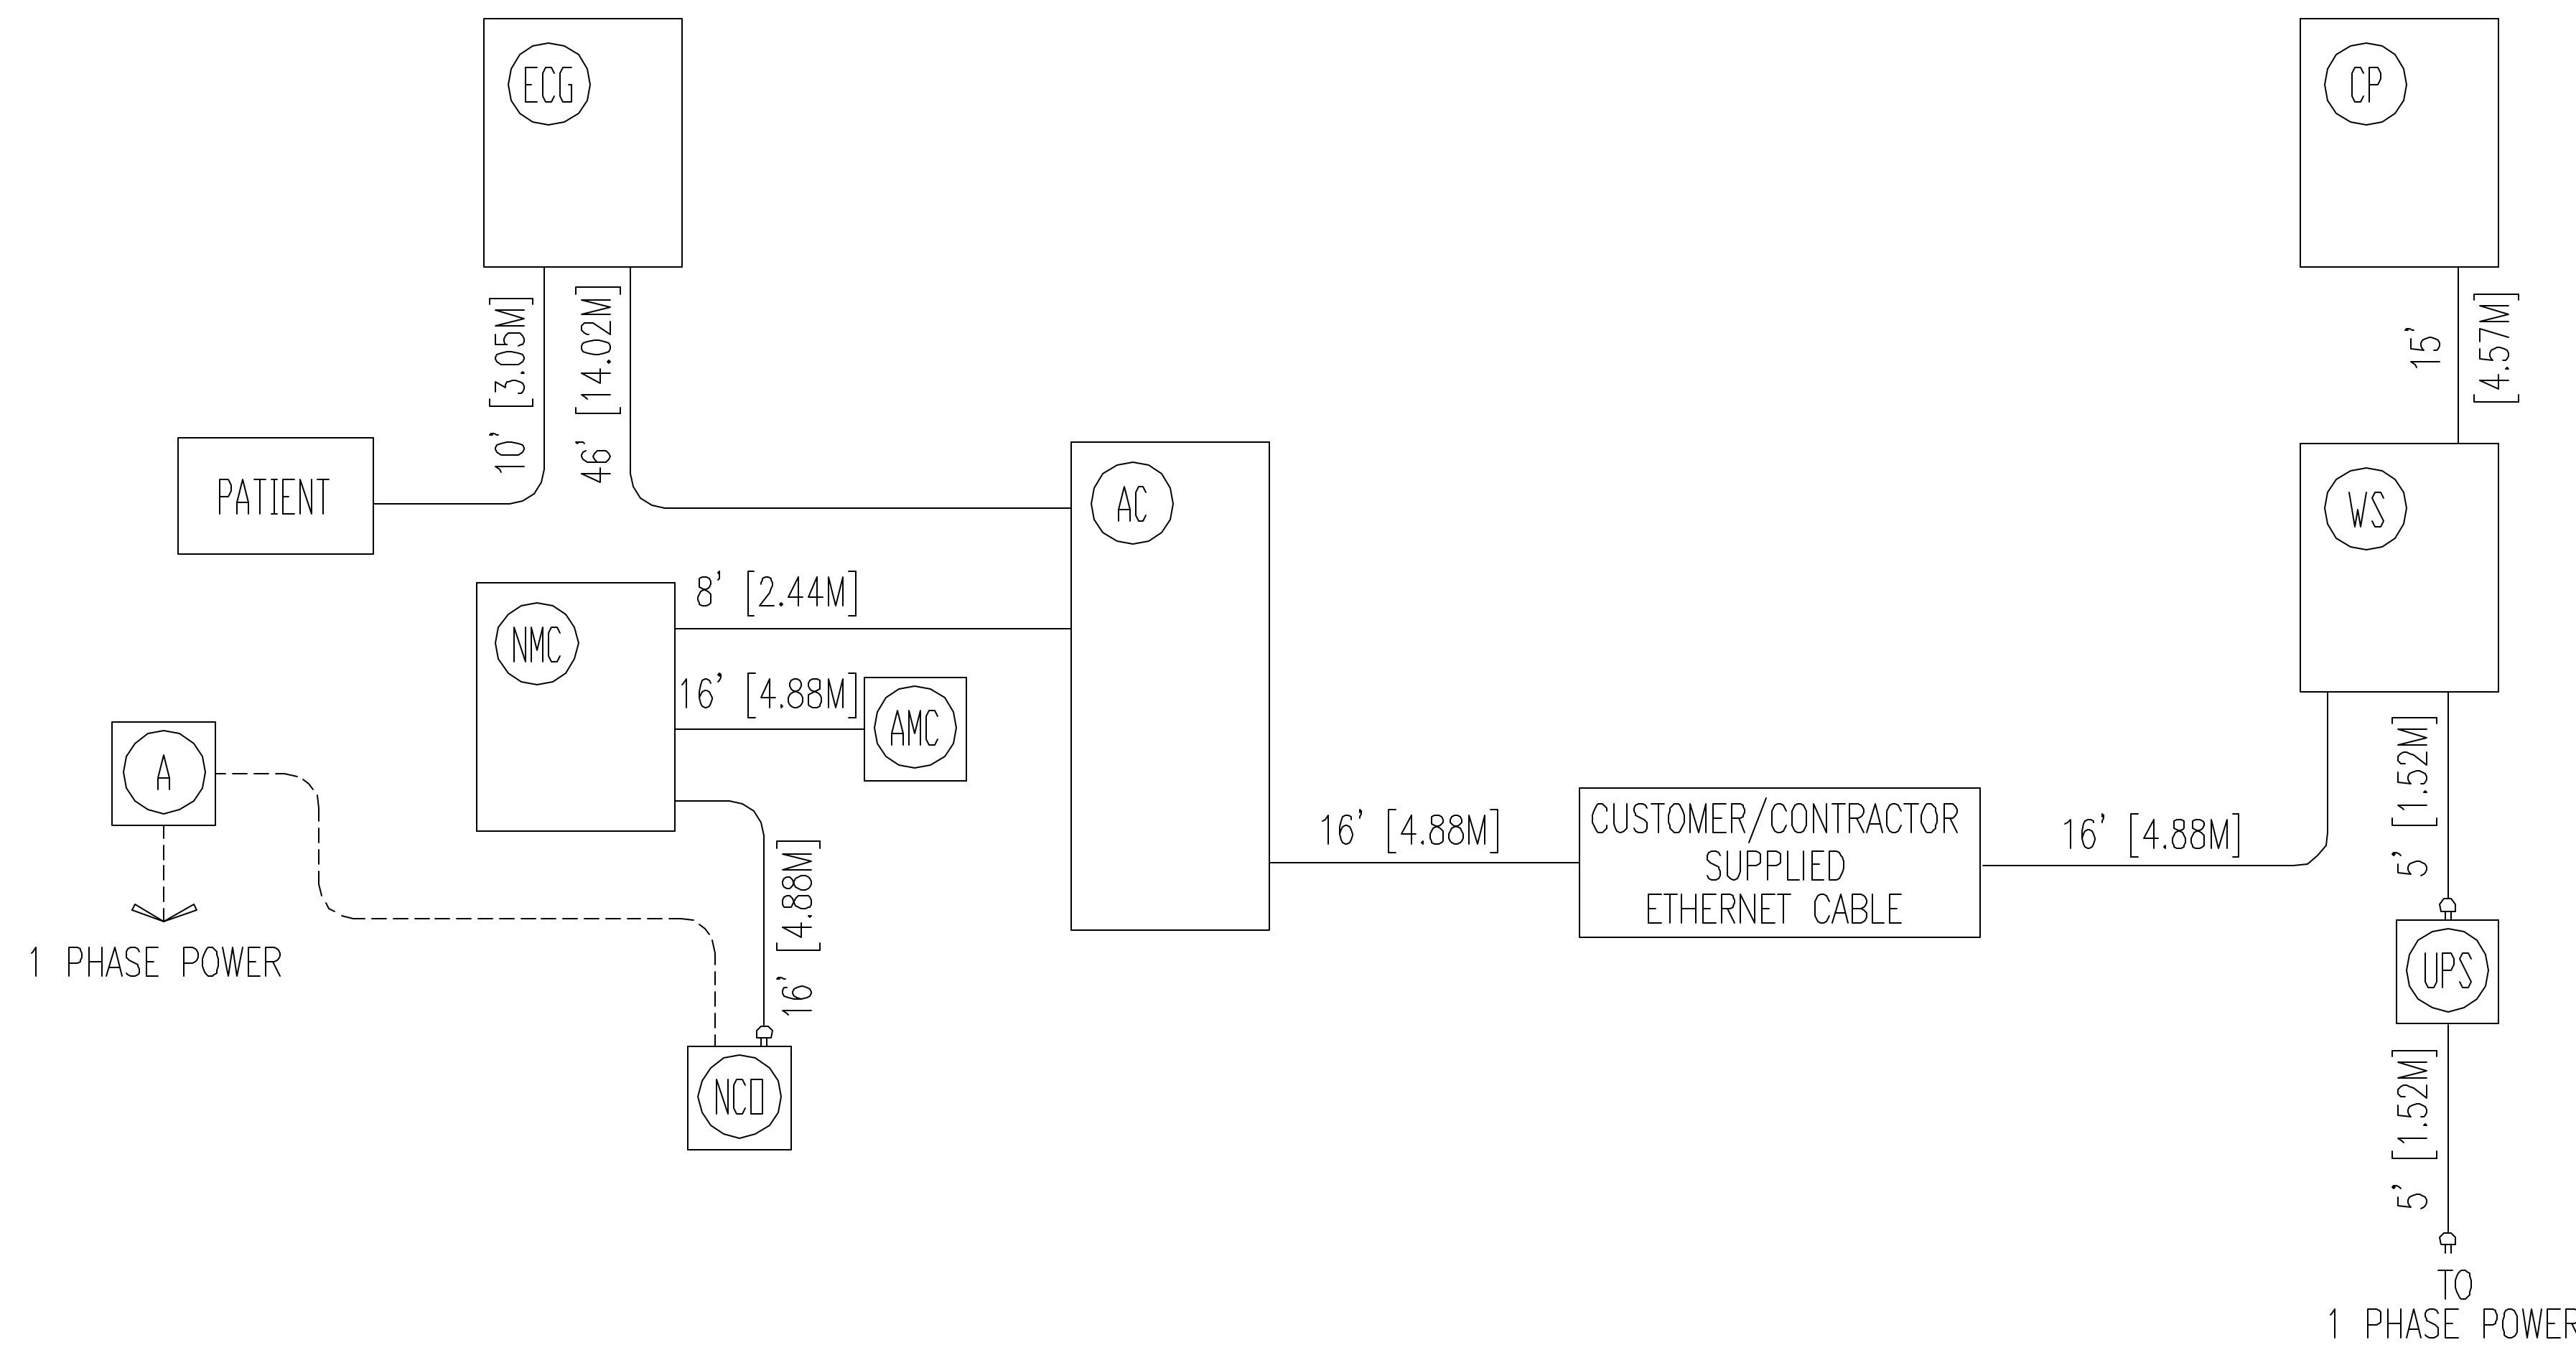 ECG
CP
10' [3.05M]
46' [14.02M]
15'
[4.57M]
PATIENT
AC
WS
8' [2.44M]
NMC
16' [4.88M]
AMC
A
1 PHASE POWER
16' [4.88M]
NCO
16' [4.88M]
CUSTOMER/CONTRACTOR
SUPPLIED
ETHERNET CABLE
16' [4.88M]
5' [1.52M]
UPS
5' [1.52M]
TO
1 PHASE POWER